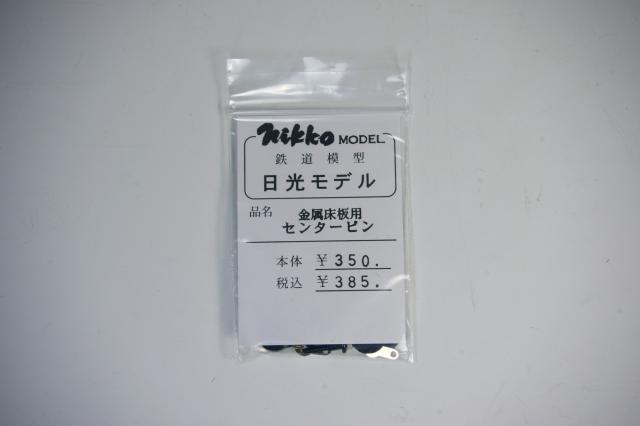 Nikko MODEL
鉄道模型
日光モデル
品名 金属床板用
センターピン
本体 ¥350.
税込 ¥385.